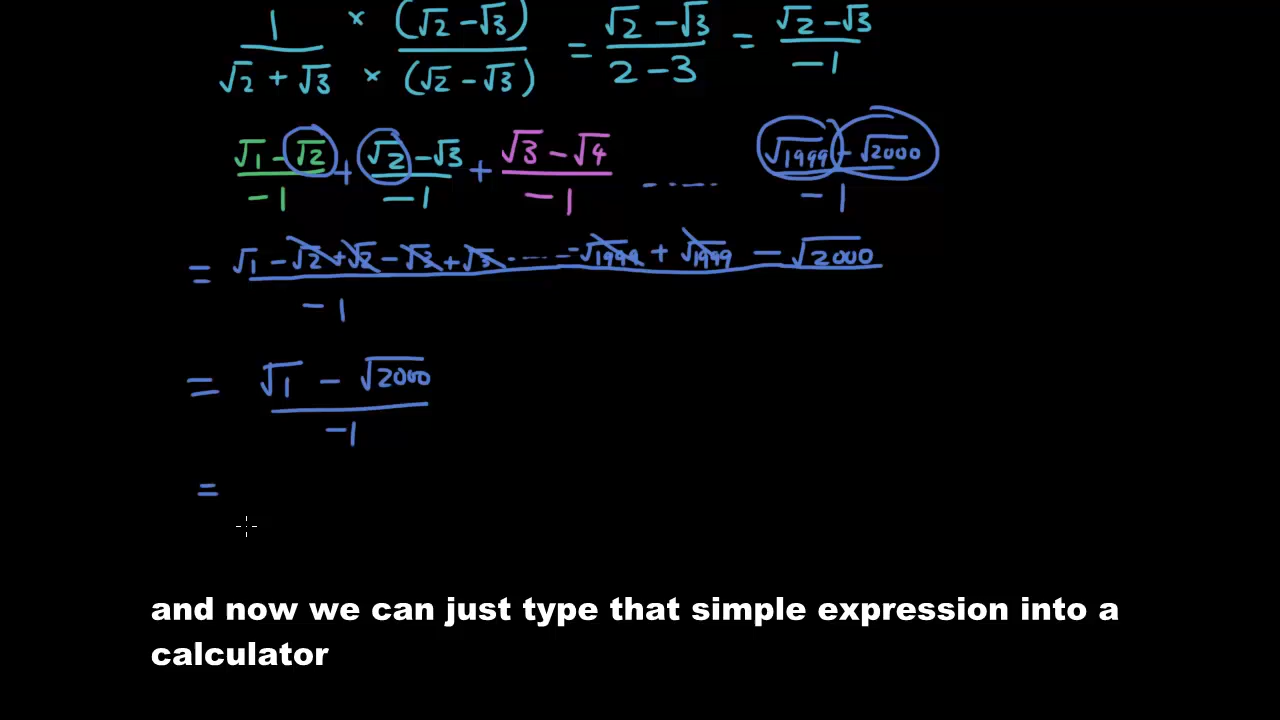 1/(√2 + √3) × (√2 − √3)/(√2 − √3) = (√2 − √3)/(2 − 3) = (√2 − √3)/−1
(√1 − √2)/−1 + (√2 − √3)/−1 + (√3 − √4)/−1 ...... (√1999 − √2000)/−1
= (√1 − √2 + √2 − √3 + √3 ..... − √1999 + √1999 − √2000)/−1
= (√1 − √2000)/−1
=
and now we can just type that simple expression into a
calculator